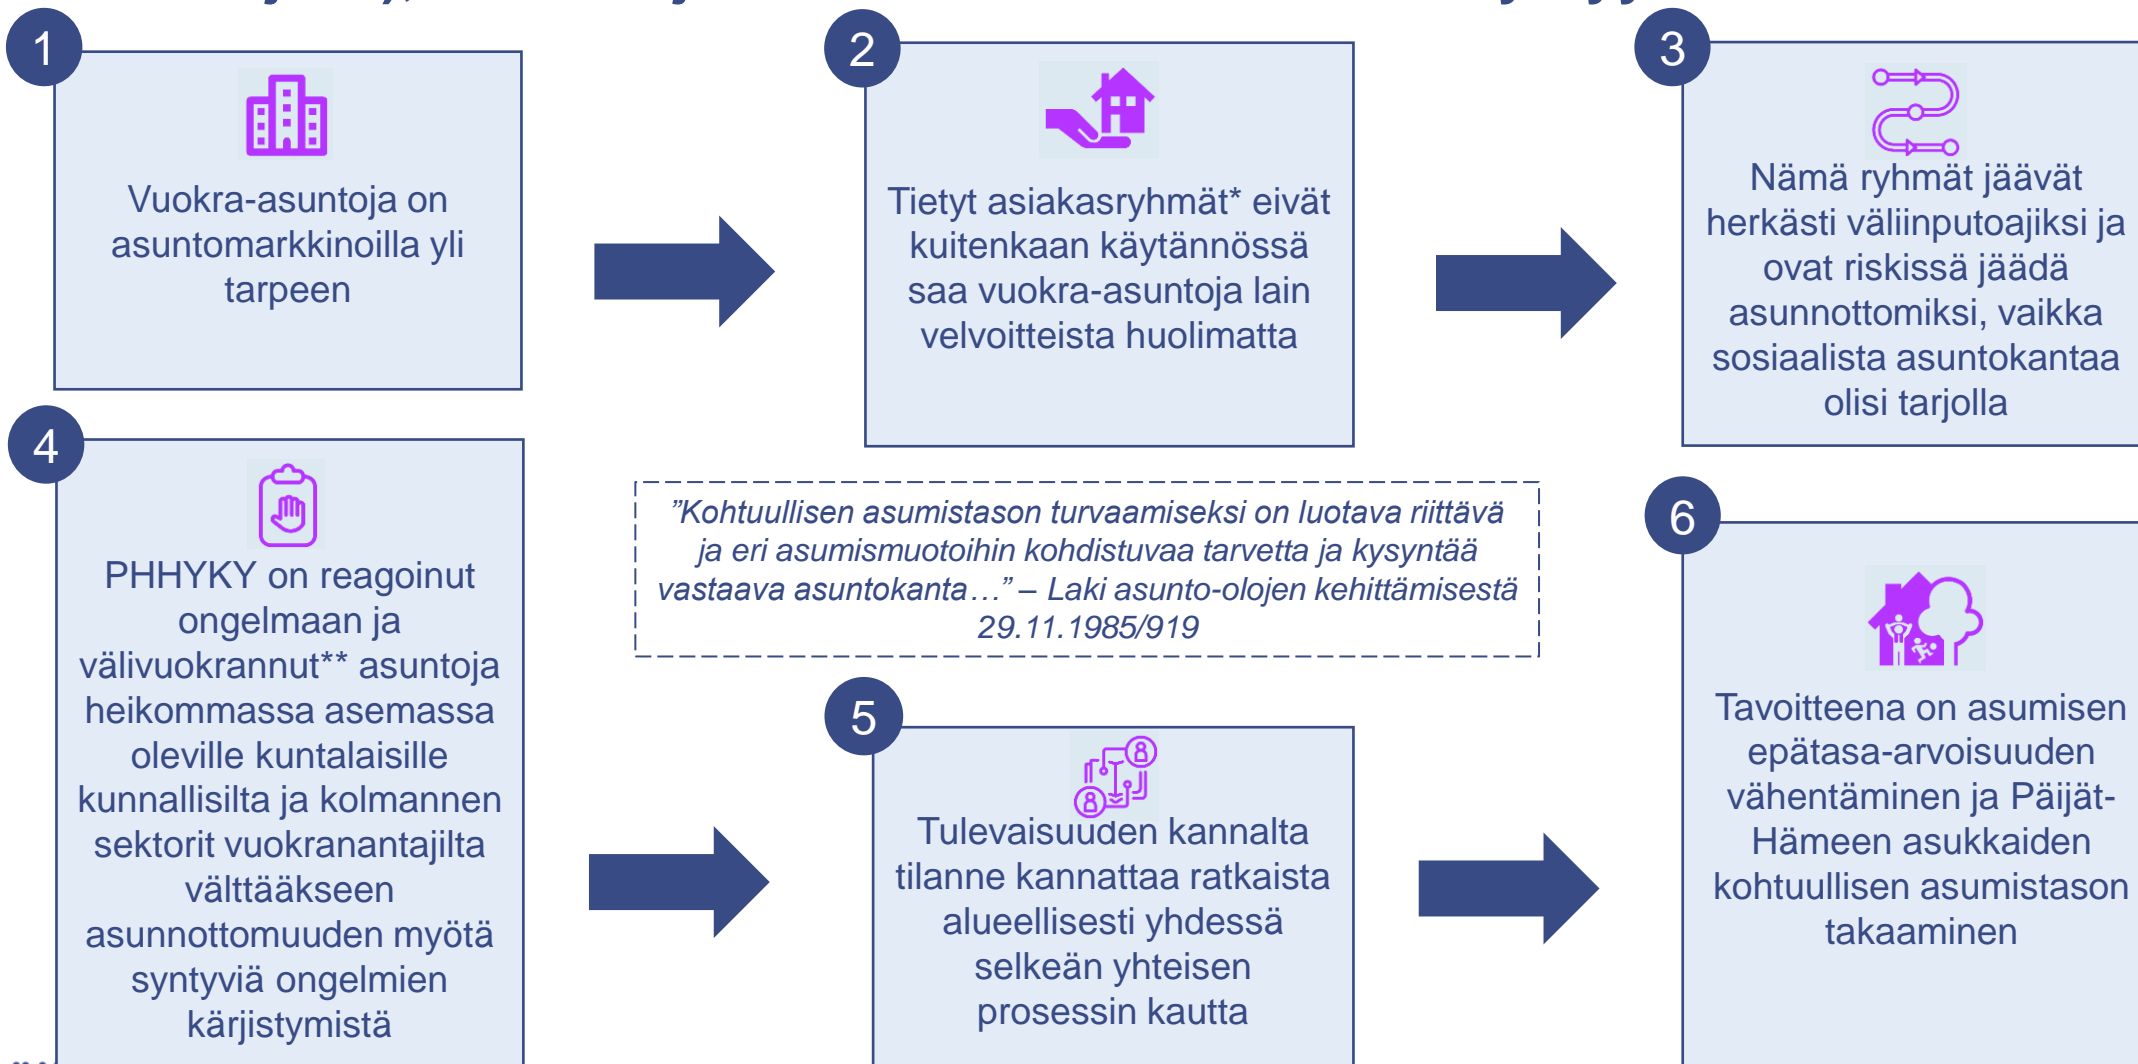 1
Vuokra-asuntoja on
asuntomarkkinoilla yli
tarpeen
2
Tietyt asiakasryhmät* eivät
kuitenkaan käytännössä
saa vuokra-asuntoja lain
velvoitteista huolimatta
3
Nämä ryhmät jäävät
herkästi väliinputoajiksi ja
ovat riskissä jäädä
asunnottomiksi, vaikka
sosiaalista asuntokantaa
olisi tarjolla
4
PHHYKY on reagoinut
ongelmaan ja
välivuokrannut** asuntoja
heikommassa asemassa
oleville kuntalaisille
kunnallisilta ja kolmannen
sektorit vuokranantajilta
välttääkseen
asunnottomuuden myötä
syntyviä ongelmien
kärjistymistä
”Kohtuullisen asumistason turvaamiseksi on luotava riittävä
ja eri asumismuotoihin kohdistuvaa tarvetta ja kysyntää
vastaava asuntokanta…” – Laki asunto-olojen kehittämisestä
29.11.1985/919
5
Tulevaisuuden kannalta
tilanne kannattaa ratkaista
alueellisesti yhdessä
selkeän yhteisen
prosessin kautta
6
Tavoitteena on asumisen
epätasa-arvoisuuden
vähentäminen ja Päijät-
Hämeen asukkaiden
kohtuullisen asumistason
takaaminen